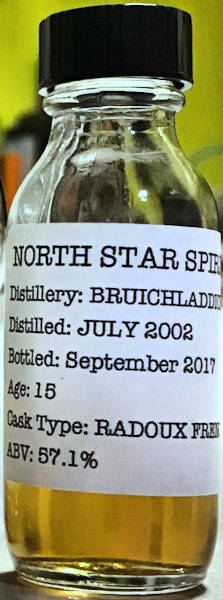 NORTH STAR SPIR
Distillery: BRUICHLADDIC
Distilled: JULY 2002
Bottled: September 2017
Age: 15
Cask Type: RADOUX FREN
ABV: 57.1%